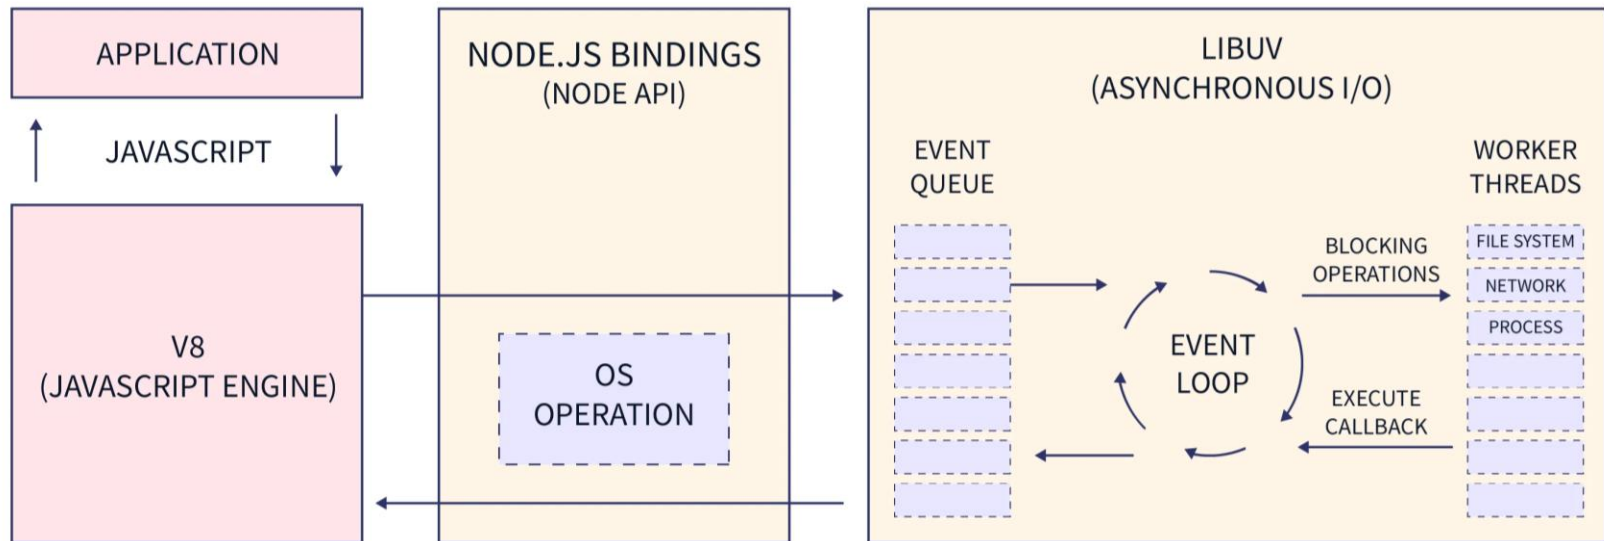 APPLICATION
JAVASCRIPT
V8
(JAVASCRIPT ENGINE)
NODE.JS BINDINGS
(NODE API)
OS
OPERATION
LIBUV
(ASYNCHRONOUS I/O)
EVENT
QUEUE
EVENT
LOOP
BLOCKING
OPERATIONS
EXECUTE
CALLBACK
WORKER
THREADS
FILE SYSTEM
NETWORK
PROCESS